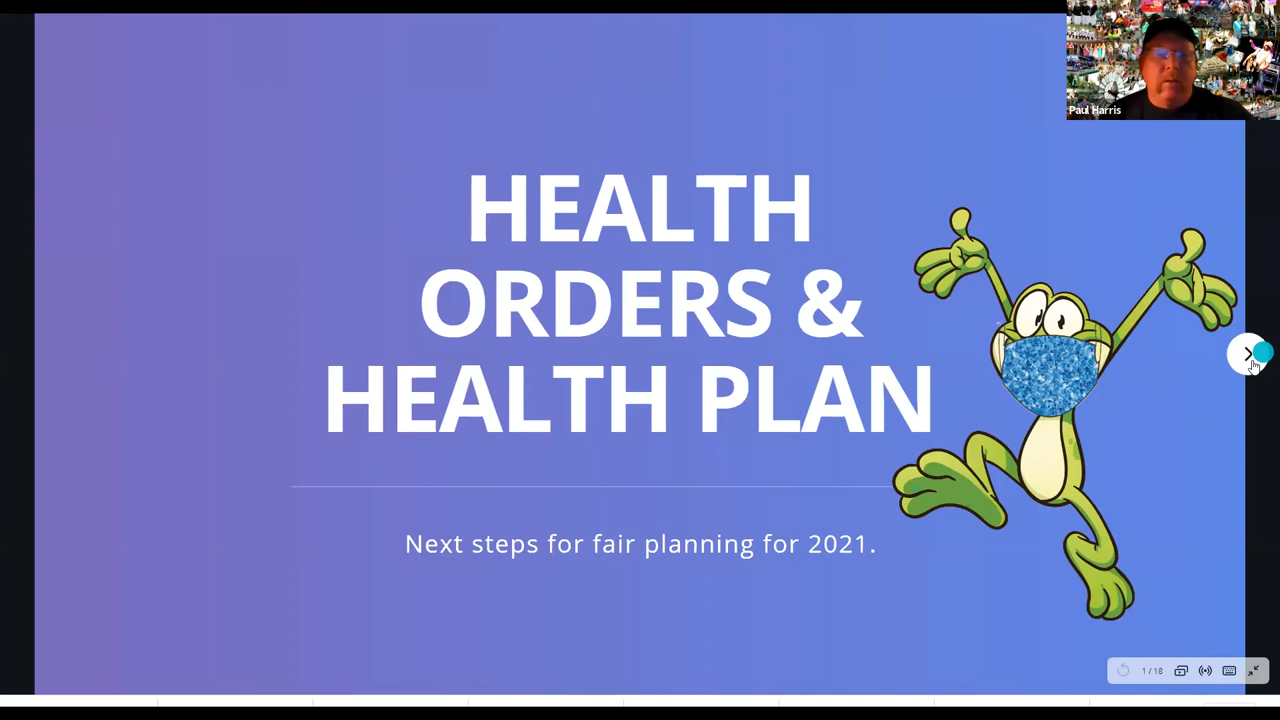 Paul Harris
HEALTH
ORDERS &
HEALTH PLAN
Next steps for fair planning for 2021.
1 / 18